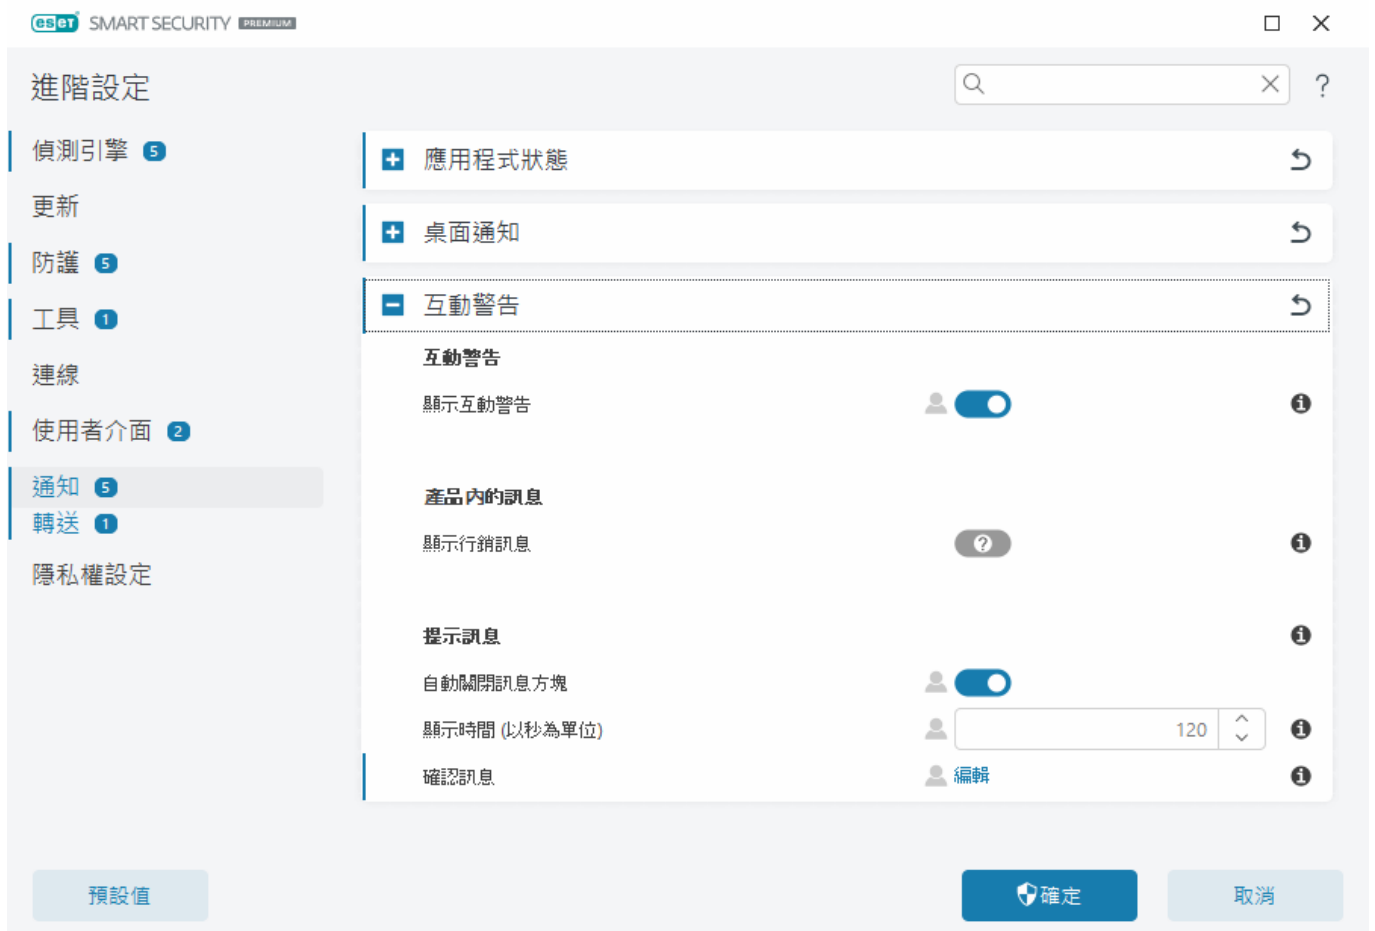 eset SMART SECURITY PREMIUM
進階設定
?
偵測引擎 5
更新
防護 5
工具 1
連線
使用者介面 2
通知 5
轉送 1
隱私權設定
應用程式狀態
桌面通知
互動警告
互動警告
顯示互動警告
產品內的訊息
顯示行銷訊息
?
提示訊息
自動關閉訊息方塊
顯示時間 (以秒為單位)
120
確認訊息
編輯
預設值
確定
取消